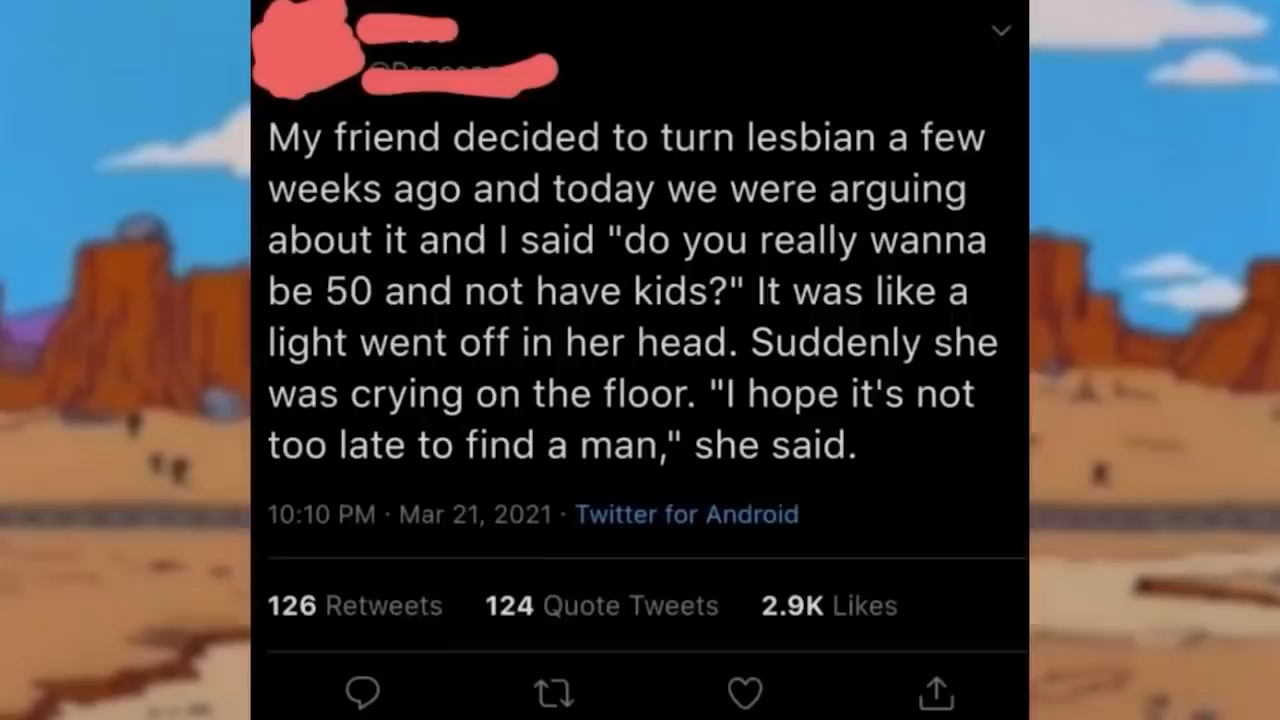 My friend decided to turn lesbian a few
weeks ago and today we were arguing
about it and I said "do you really wanna
be 50 and not have kids?" It was like a
light went off in her head. Suddenly she
was crying on the floor. "I hope it's not
too late to find a man," she said.
10:10 PM · Mar 21, 2021 · Twitter for Android
126 Retweets 124 Quote Tweets 2.9K Likes